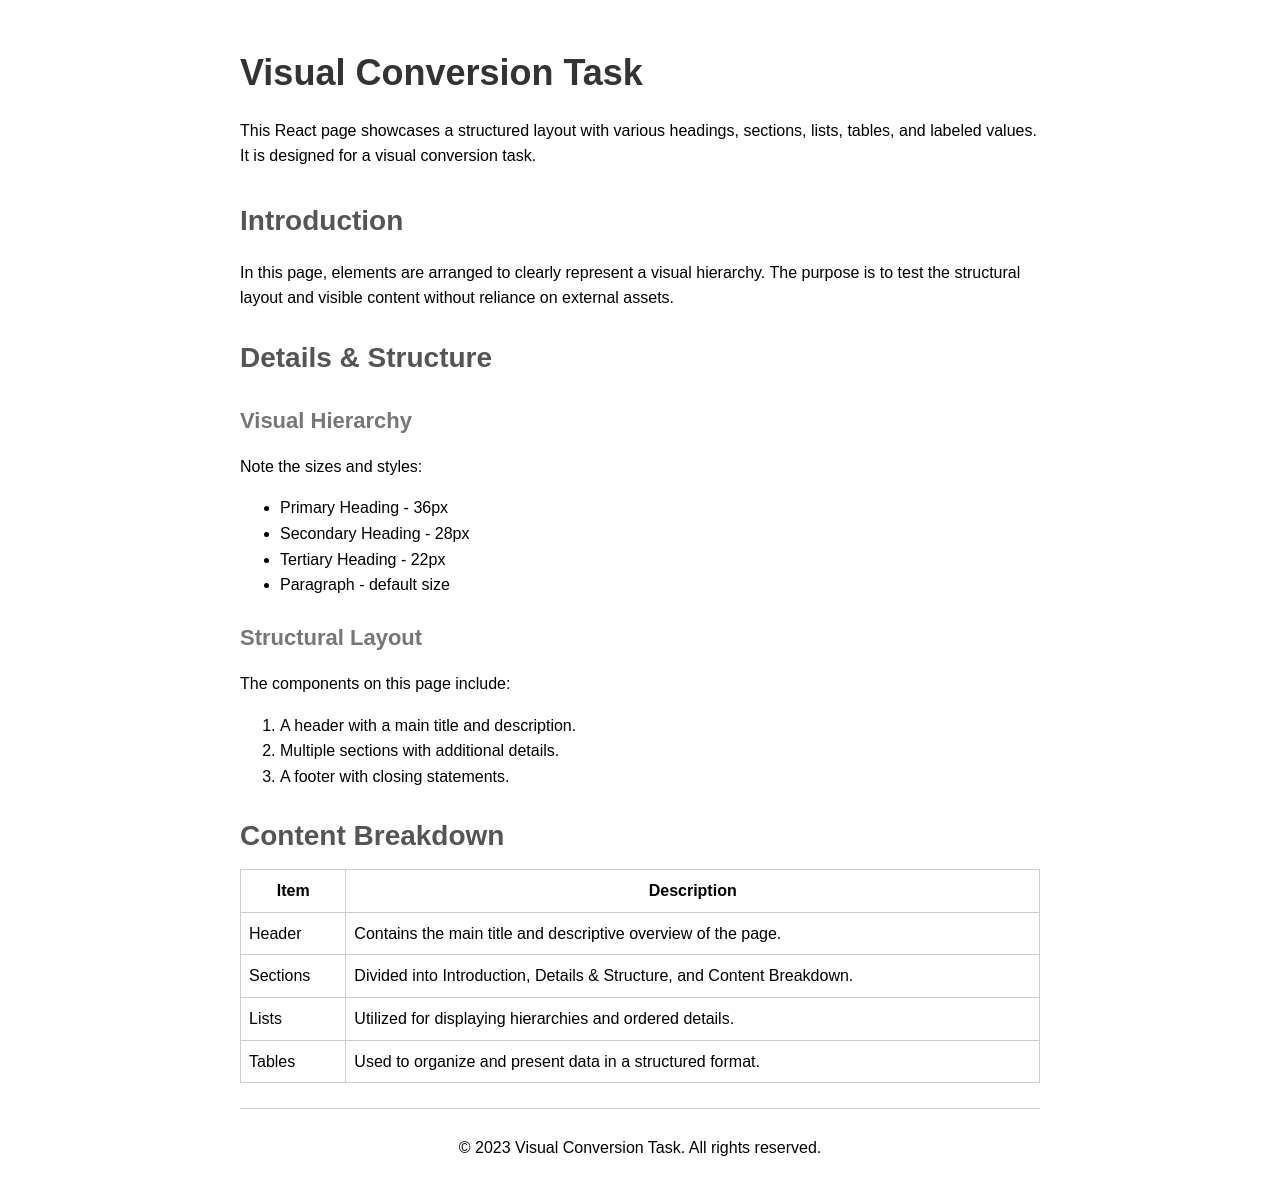 Visual Conversion Task
This React page showcases a structured layout with various headings, sections, lists, tables, and labeled values.
It is designed for a visual conversion task.
Introduction
In this page, elements are arranged to clearly represent a visual hierarchy. The purpose is to test the structural
layout and visible content without reliance on external assets.
Details & Structure
Visual Hierarchy
Note the sizes and styles:
• Primary Heading - 36px
• Secondary Heading - 28px
• Tertiary Heading - 22px
• Paragraph - default size
Structural Layout
The components on this page include:
1. A header with a main title and description.
2. Multiple sections with additional details.
3. A footer with closing statements.
Content Breakdown
Item Description
Header Contains the main title and descriptive overview of the page.
Sections Divided into Introduction, Details & Structure, and Content Breakdown.
Lists Utilized for displaying hierarchies and ordered details.
Tables Used to organize and present data in a structured format.
© 2023 Visual Conversion Task. All rights reserved.